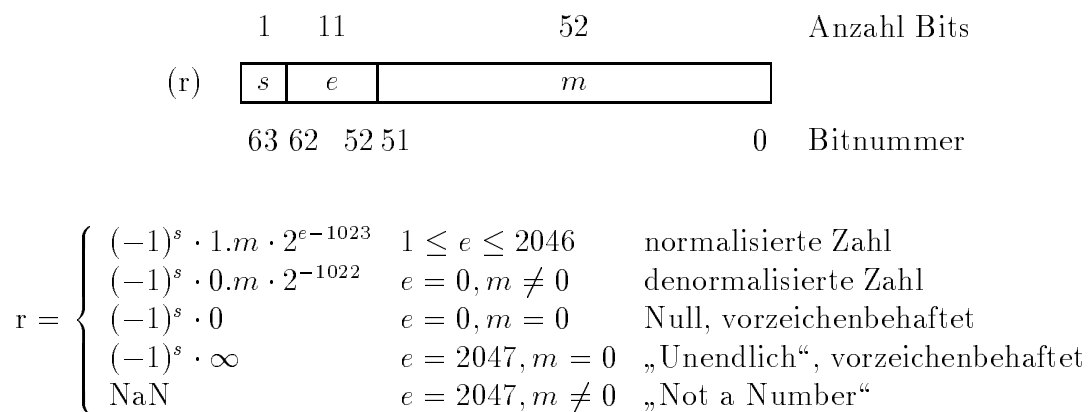 1 11 52 Anzahl Bits
(r) s e m
63 62 52 51 0 Bitnummer
(−1)^s · 1.m · 2^{e−1023} 1 ≤ e ≤ 2046 normalisierte Zahl
(−1)^s · 0.m · 2^{−1022} e = 0, m ≠ 0 denormalisierte Zahl
r = { (−1)^s · 0 e = 0, m = 0 Null, vorzeichenbehaftet
(−1)^s · ∞ e = 2047, m = 0 „Unendlich“, vorzeichenbehaftet
NaN e = 2047, m ≠ 0 „Not a Number“